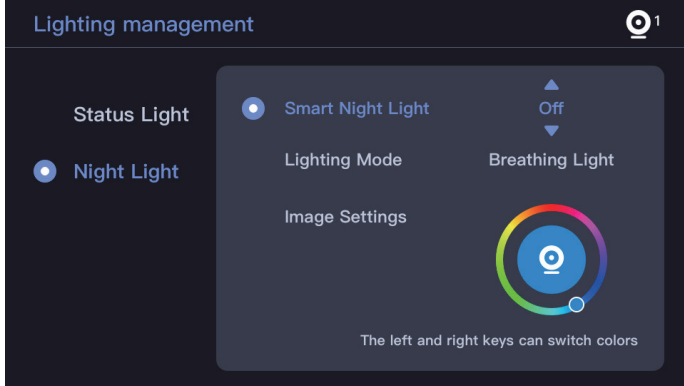 Lighting management
1
Status Light
Night Light
Smart Night Light
Off
Lighting Mode
Breathing Light
Image Settings
The left and right keys can switch colors